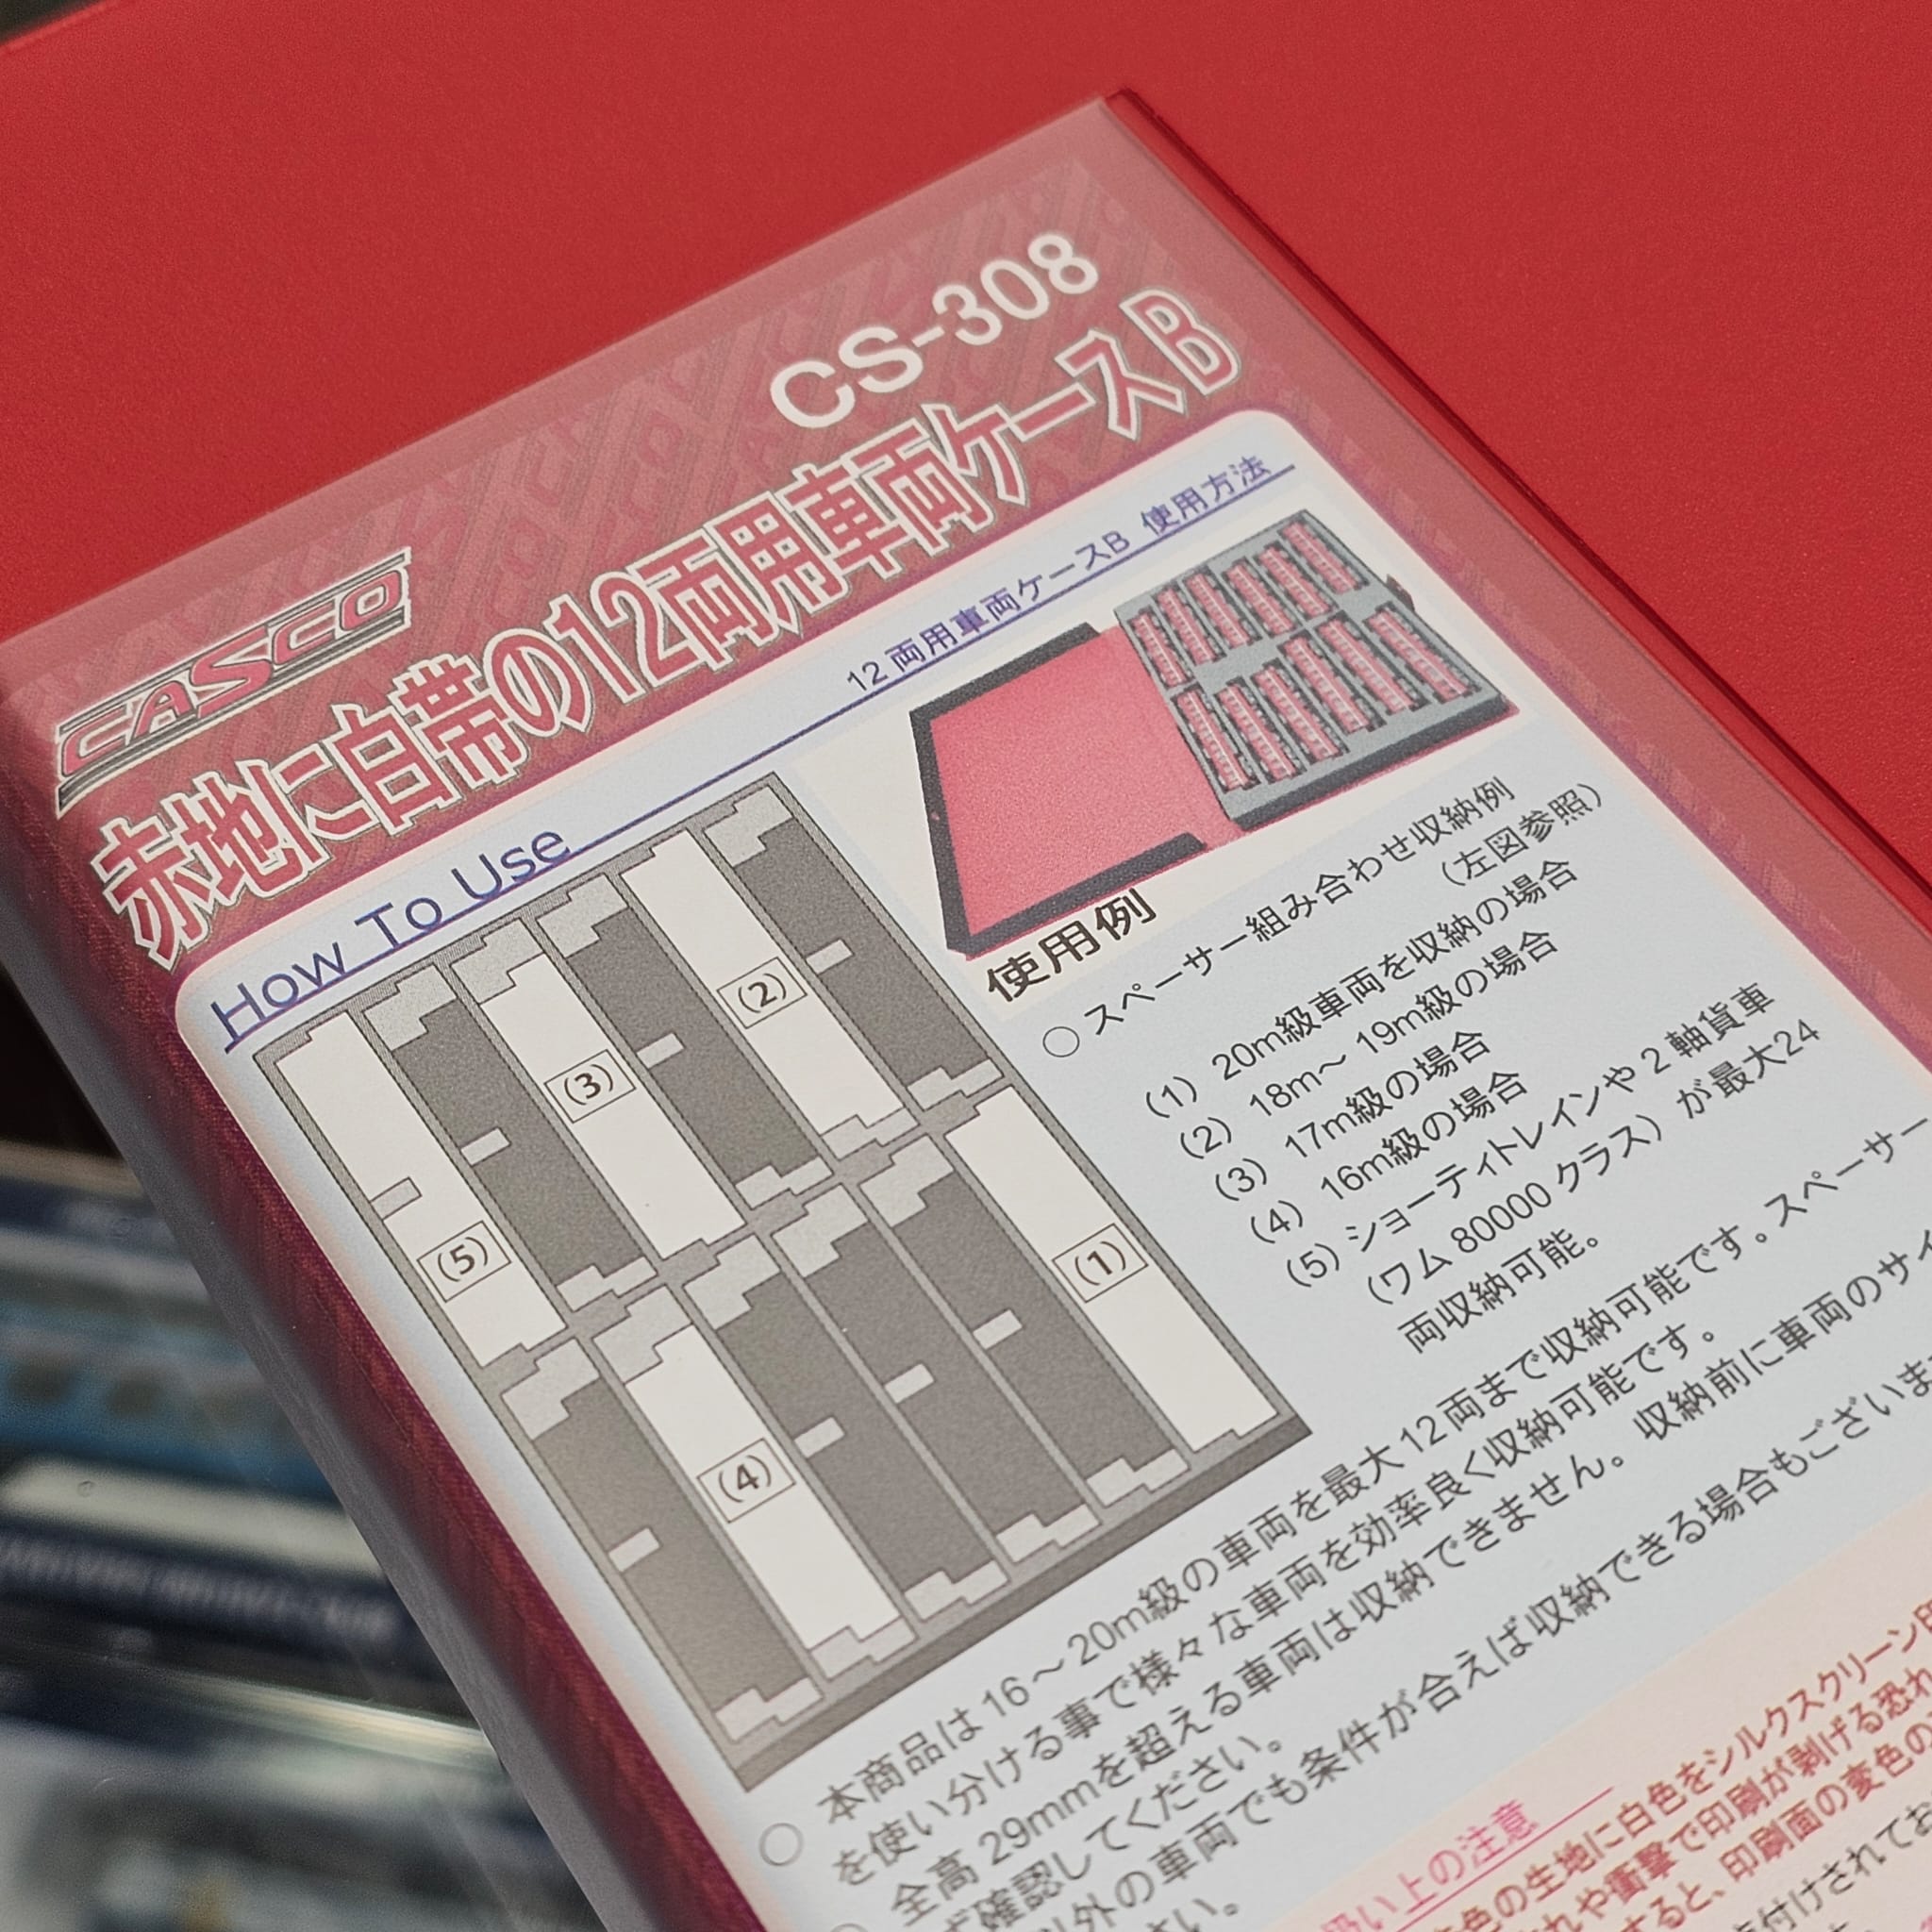 CASCO
CS-308
赤地に白帯の12両用車両ケースB
How To Use
12両用車両ケースB 使用方法
(2)
(3)
(5)
(1)
(4)
使用例
○ スペーサー組み合わせ収納例
(左図参照)
(1) 20m級車両を収納の場合
(2) 18m～19m級の場合
(3) 17m級の場合
(4) 16m級の場合
(5) ショーティトレインや2軸貨車
(ワム80000クラス)が最大24
両収納可能。
○ 本商品は16～20m級の車両を最大12両まで収納可能です。スペーサー
を使い分ける事で様々な車両を効率良く収納可能です。
全高29mmを超える車両は収納できません。収納前に車両のサイ
ず確認してください。
以外の車両でも条件が合えば収納できる場合もございま
さい。
扱い上の注意
色の生地に白色をシルクスクリーン印
れや衝撃で印刷が剥げる恐れ
すると、印刷面の変色の
付けされてお